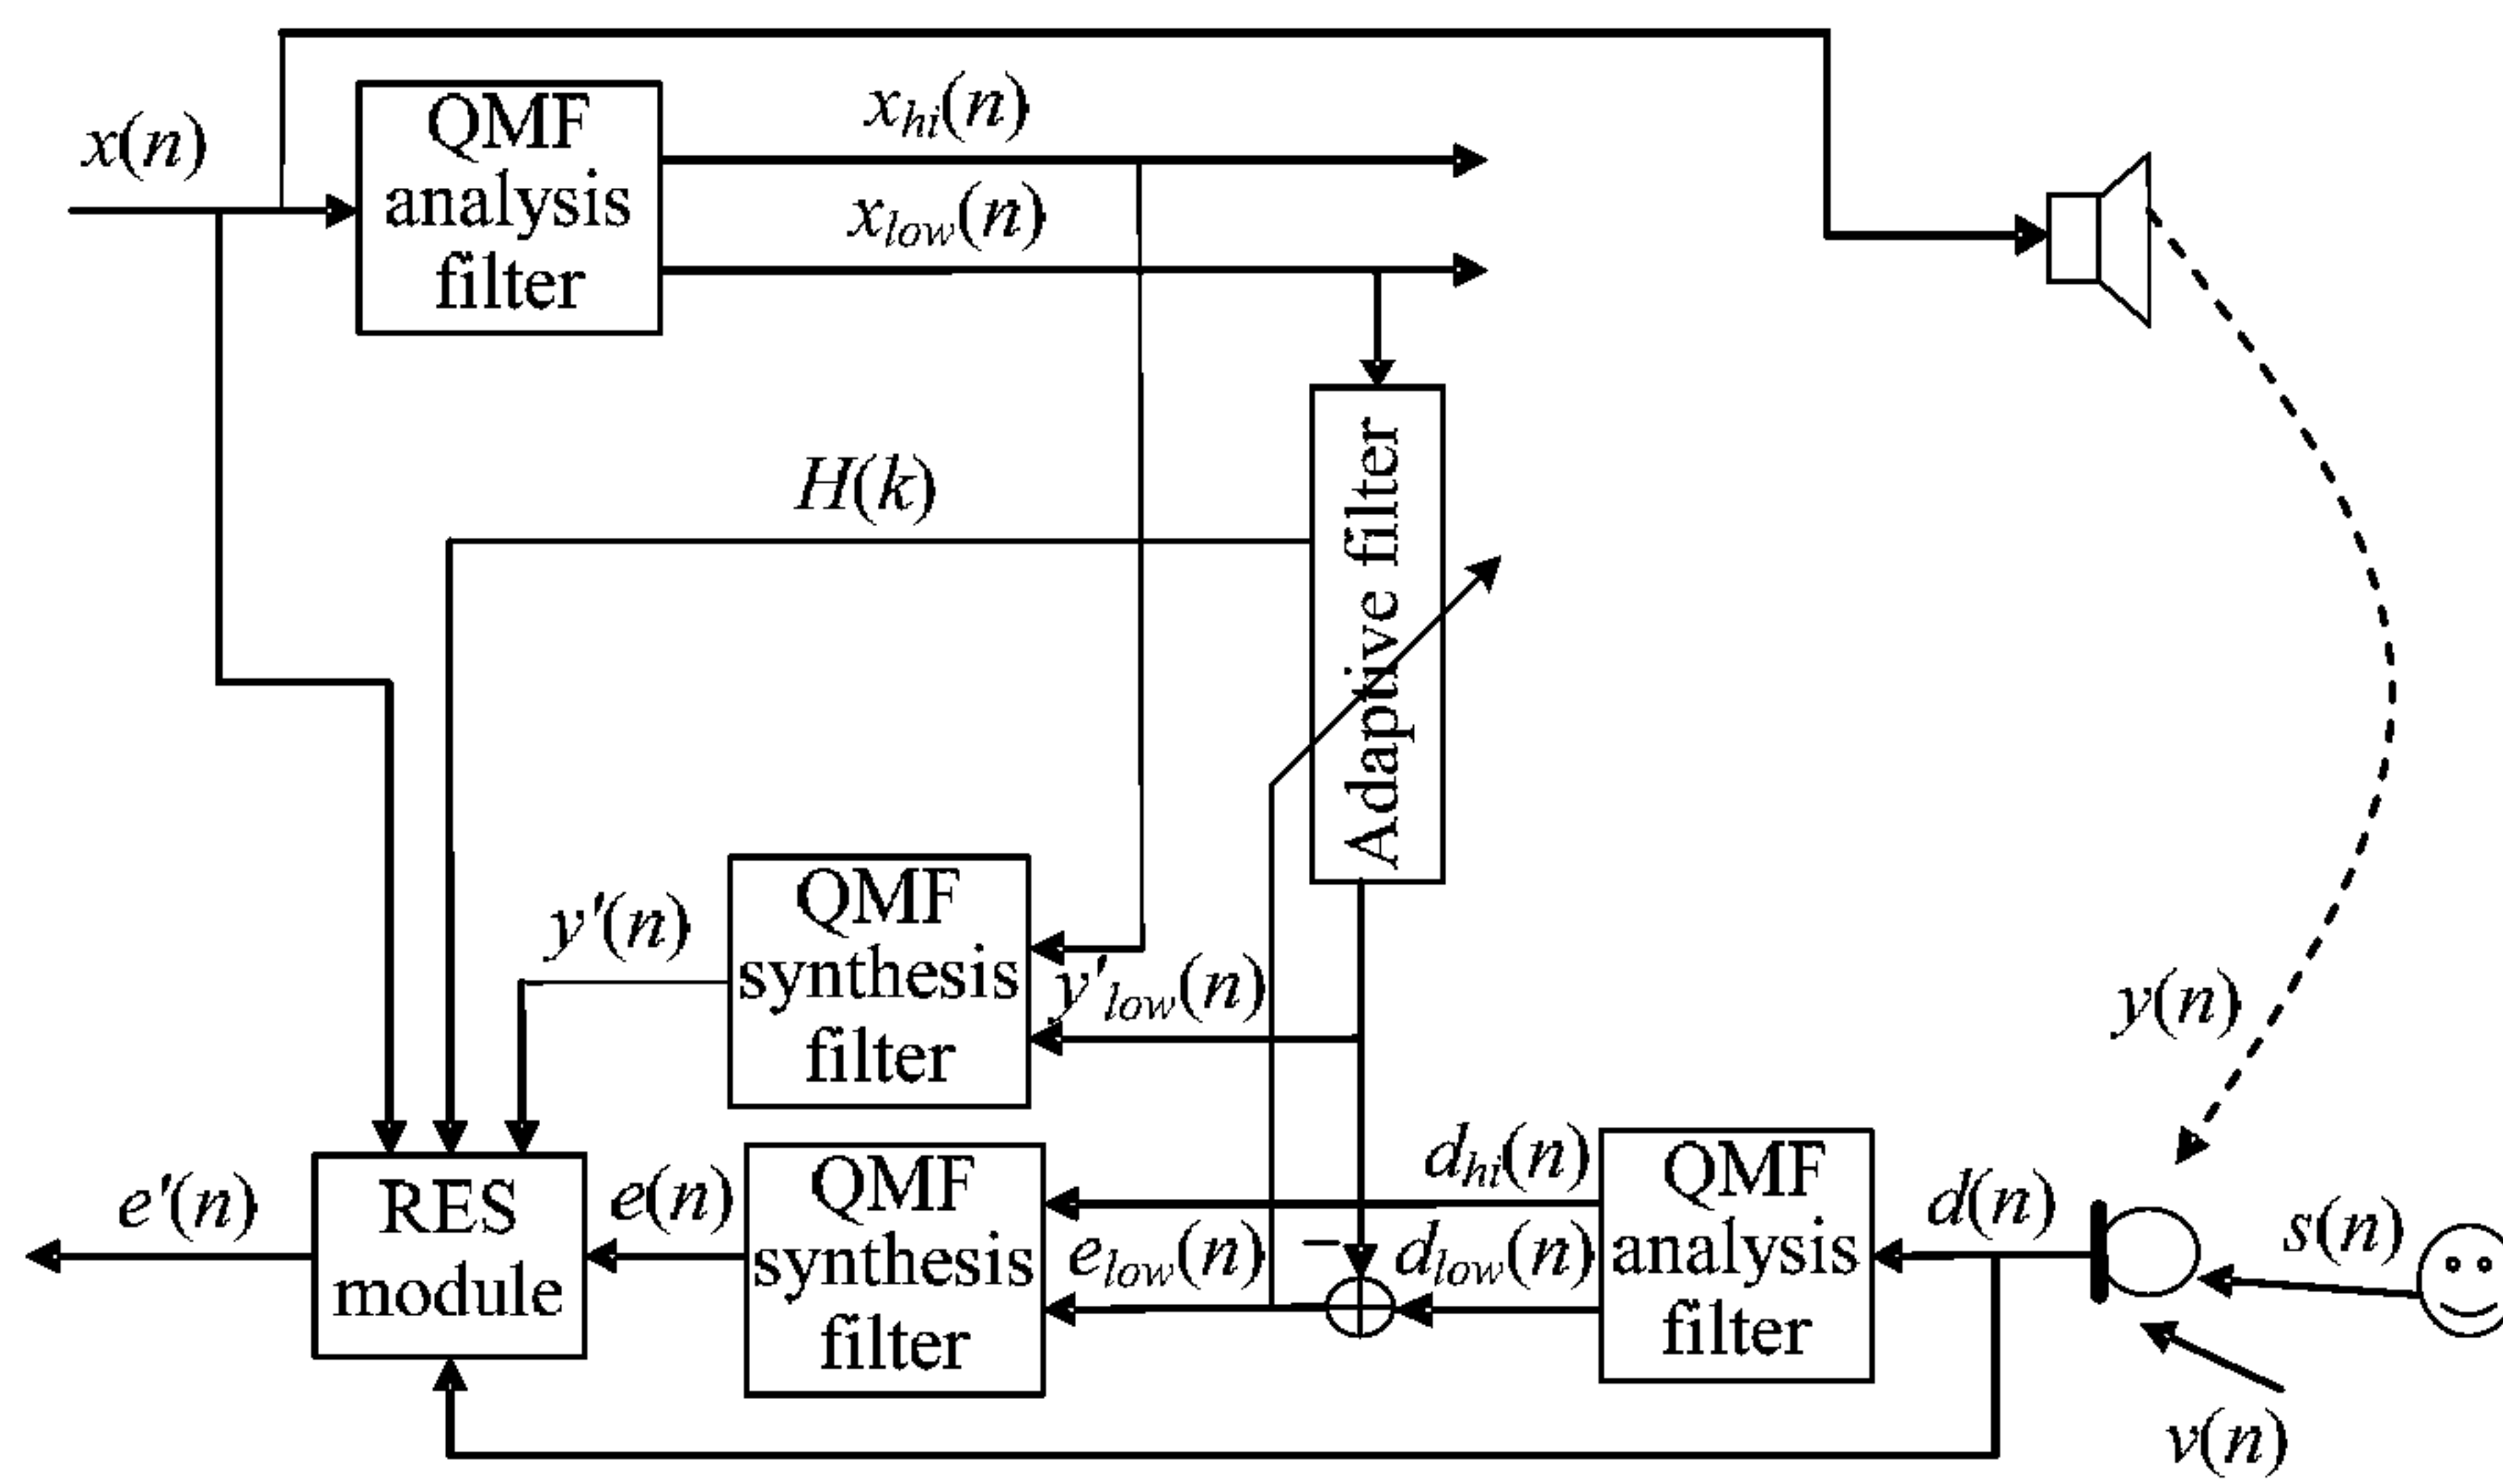 x(n)
QMF
analysis
filter
x_hi(n)
x_low(n)
H(k)
Adaptive filter
y'(n)
QMF
synthesis
filter
y'_low(n)
y(n)
e'(n)
RES
module
e(n)
QMF
synthesis
filter
d_hi(n)
e_low(n)
−
d_low(n)
QMF
analysis
filter
d(n)
s(n)
v(n)